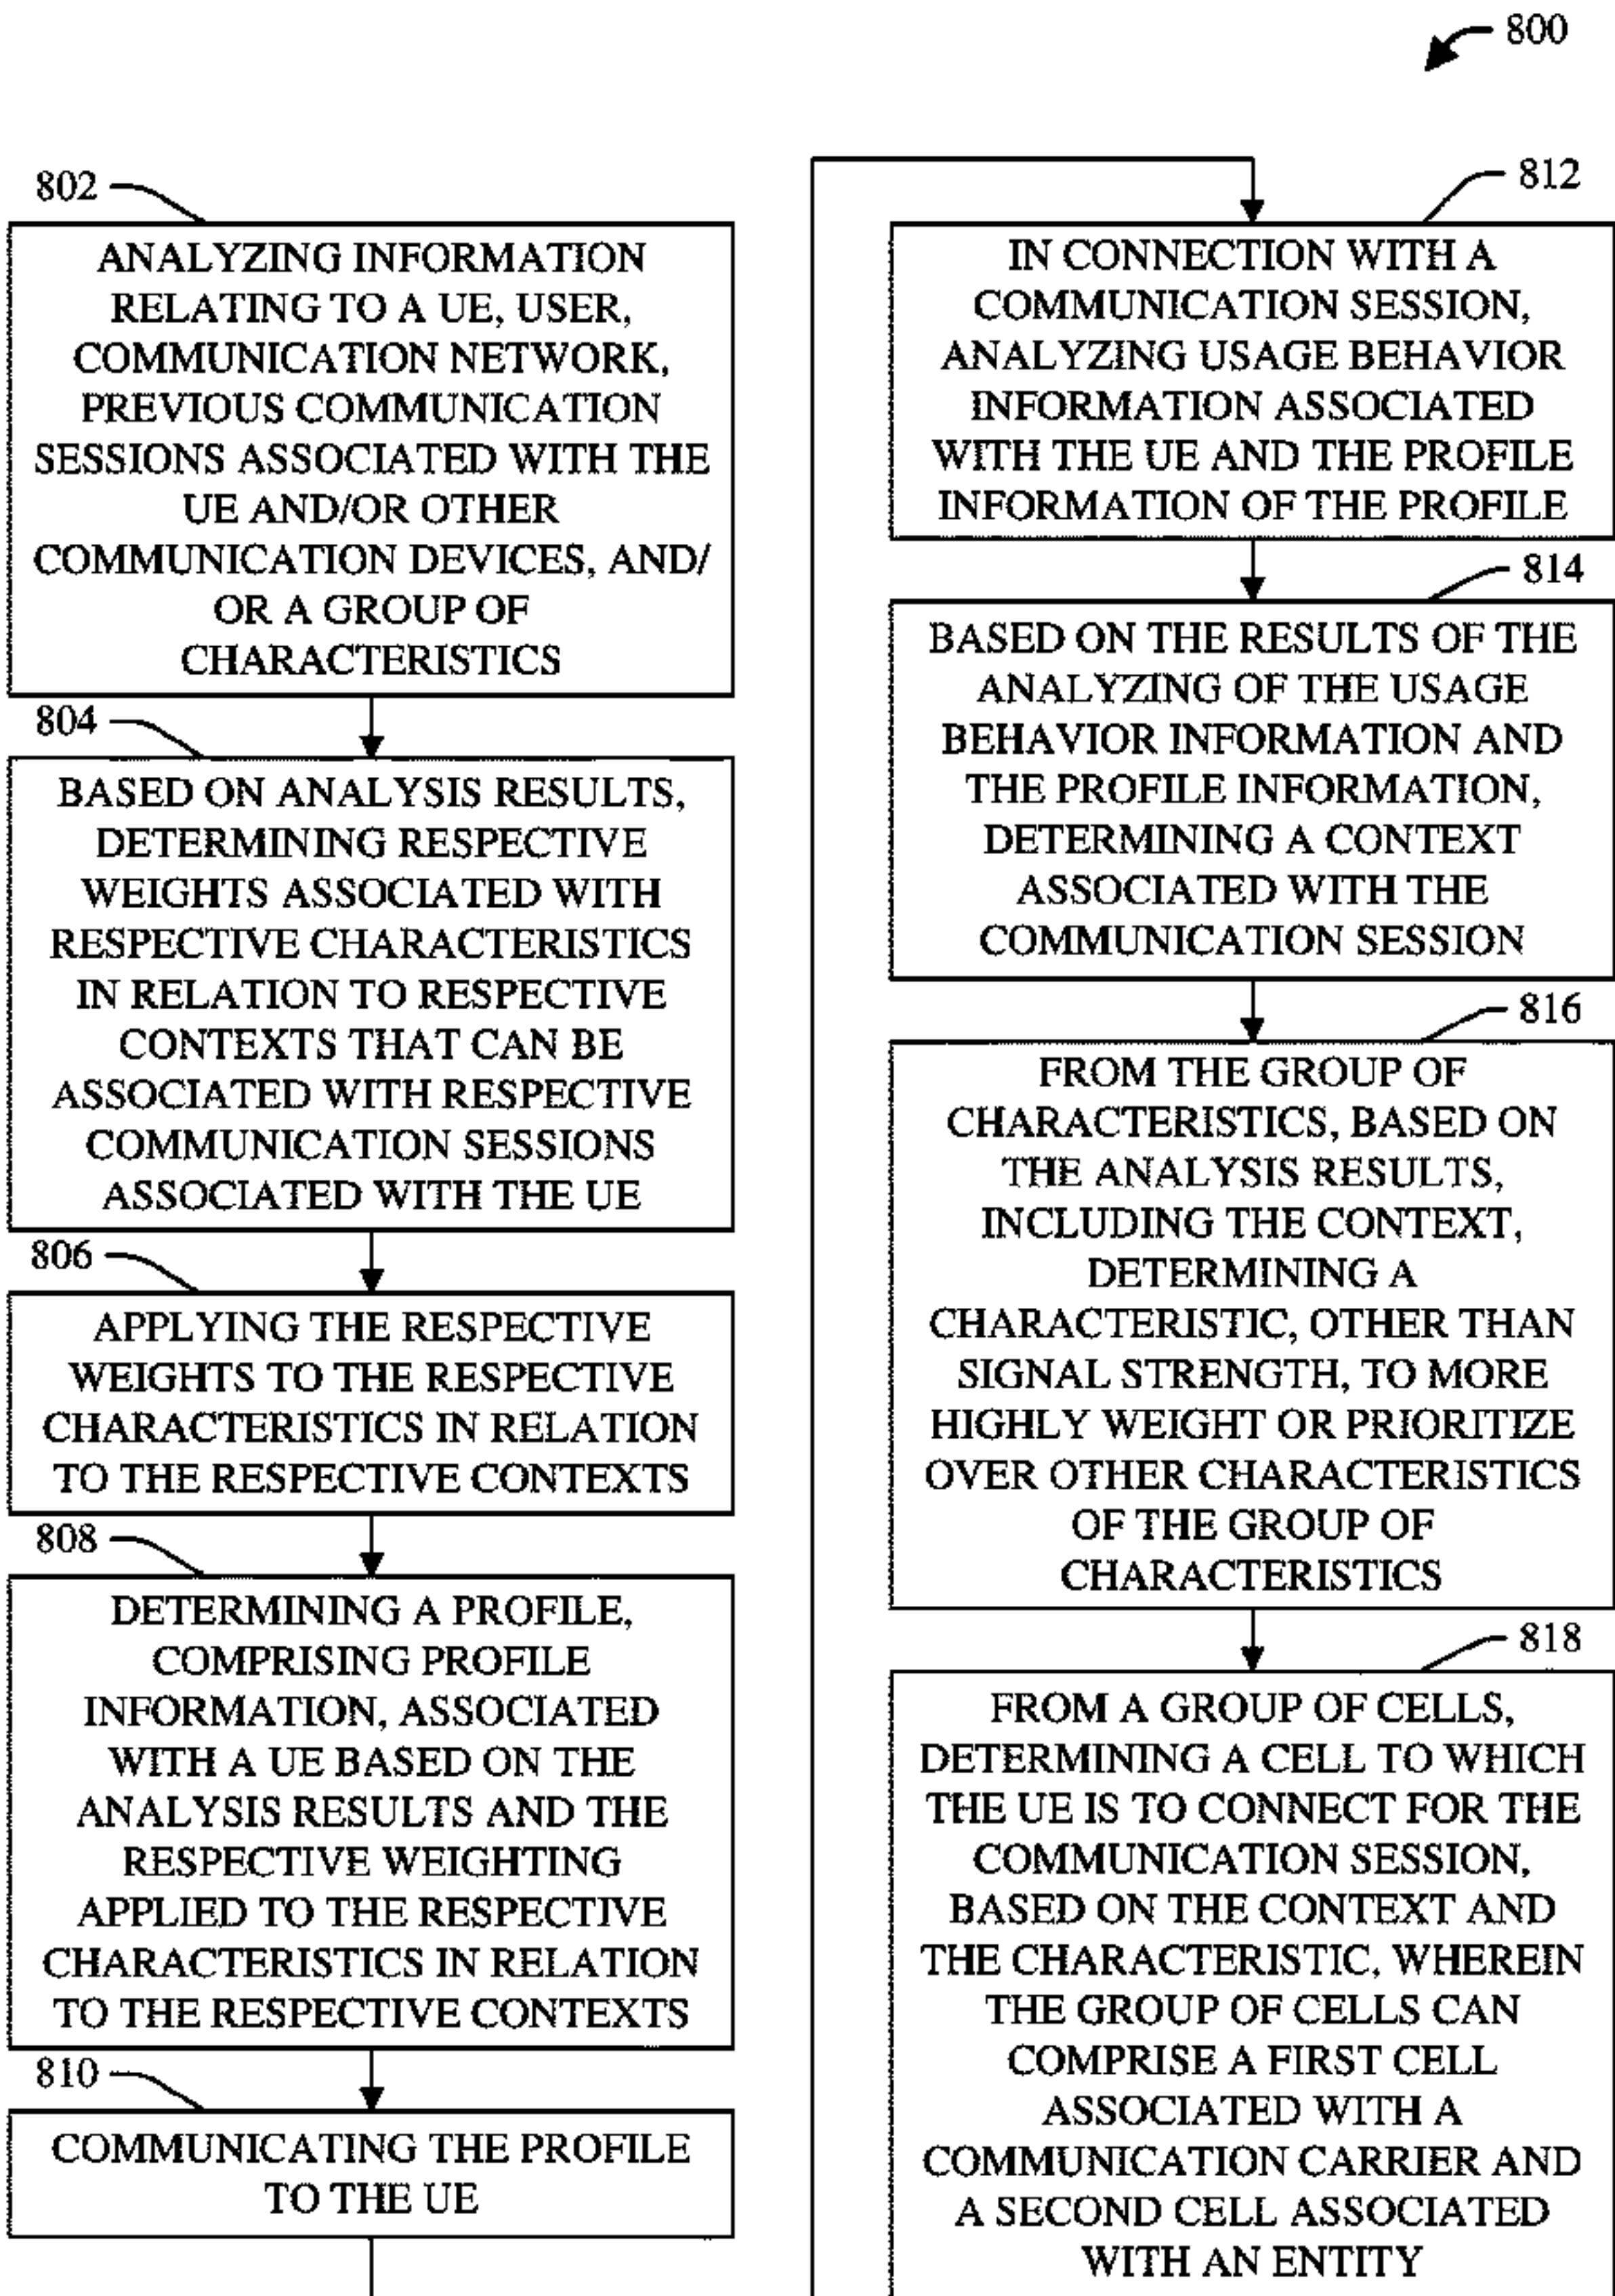 800
802
ANALYZING INFORMATION
RELATING TO A UE, USER,
COMMUNICATION NETWORK,
PREVIOUS COMMUNICATION
SESSIONS ASSOCIATED WITH THE
UE AND/OR OTHER
COMMUNICATION DEVICES, AND/
OR A GROUP OF
CHARACTERISTICS
804
BASED ON ANALYSIS RESULTS,
DETERMINING RESPECTIVE
WEIGHTS ASSOCIATED WITH
RESPECTIVE CHARACTERISTICS
IN RELATION TO RESPECTIVE
CONTEXTS THAT CAN BE
ASSOCIATED WITH RESPECTIVE
COMMUNICATION SESSIONS
ASSOCIATED WITH THE UE
806
APPLYING THE RESPECTIVE
WEIGHTS TO THE RESPECTIVE
CHARACTERISTICS IN RELATION
TO THE RESPECTIVE CONTEXTS
808
DETERMINING A PROFILE,
COMPRISING PROFILE
INFORMATION, ASSOCIATED
WITH A UE BASED ON THE
ANALYSIS RESULTS AND THE
RESPECTIVE WEIGHTING
APPLIED TO THE RESPECTIVE
CHARACTERISTICS IN RELATION
TO THE RESPECTIVE CONTEXTS
810
COMMUNICATING THE PROFILE
TO THE UE
812
IN CONNECTION WITH A
COMMUNICATION SESSION,
ANALYZING USAGE BEHAVIOR
INFORMATION ASSOCIATED
WITH THE UE AND THE PROFILE
INFORMATION OF THE PROFILE
814
BASED ON THE RESULTS OF THE
ANALYZING OF THE USAGE
BEHAVIOR INFORMATION AND
THE PROFILE INFORMATION,
DETERMINING A CONTEXT
ASSOCIATED WITH THE
COMMUNICATION SESSION
816
FROM THE GROUP OF
CHARACTERISTICS, BASED ON
THE ANALYSIS RESULTS,
INCLUDING THE CONTEXT,
DETERMINING A
CHARACTERISTIC, OTHER THAN
SIGNAL STRENGTH, TO MORE
HIGHLY WEIGHT OR PRIORITIZE
OVER OTHER CHARACTERISTICS
OF THE GROUP OF
CHARACTERISTICS
818
FROM A GROUP OF CELLS,
DETERMINING A CELL TO WHICH
THE UE IS TO CONNECT FOR THE
COMMUNICATION SESSION,
BASED ON THE CONTEXT AND
THE CHARACTERISTIC, WHEREIN
THE GROUP OF CELLS CAN
COMPRISE A FIRST CELL
ASSOCIATED WITH A
COMMUNICATION CARRIER AND
A SECOND CELL ASSOCIATED
WITH AN ENTITY